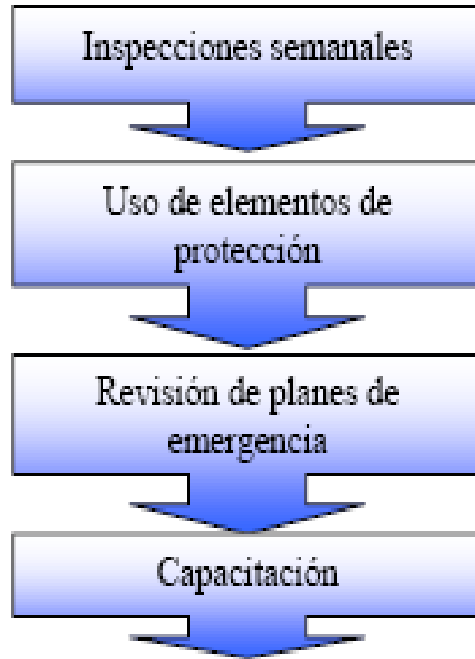 Inspecciones semanales
Uso de elementos de
protección
Revisión de planes de
emergencia
Capacitación